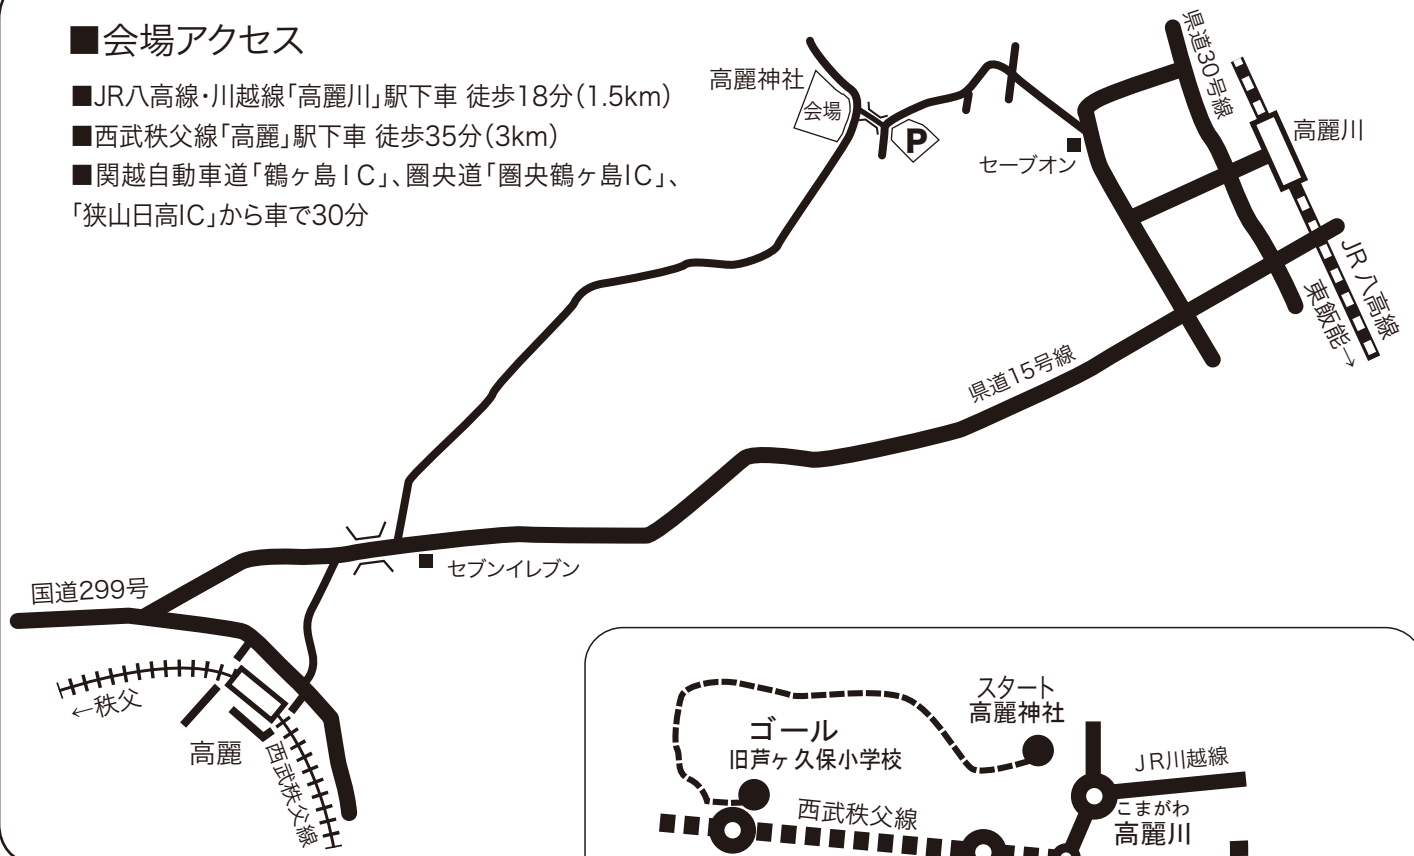 ■会場アクセス
■JR八高線・川越線「高麗川」駅下車 徒歩18分(1.5km)
■西武秩父線「高麗」駅下車 徒歩35分(3km)
■関越自動車道「鶴ヶ島IC」、圏央道「圏央鶴ヶ島IC」、
「狭山日高IC」から車で30分
高麗神社
会場
P
セーブオン
県道30号線
高麗川
JR八高線
東飯能→
県道15号線
セブンイレブン
国道299号
←秩父
高麗
西武秩父線
スタート
高麗神社
ゴール
旧芦ヶ久保小学校
西武秩父線
JR川越線
こまがわ
高麗川